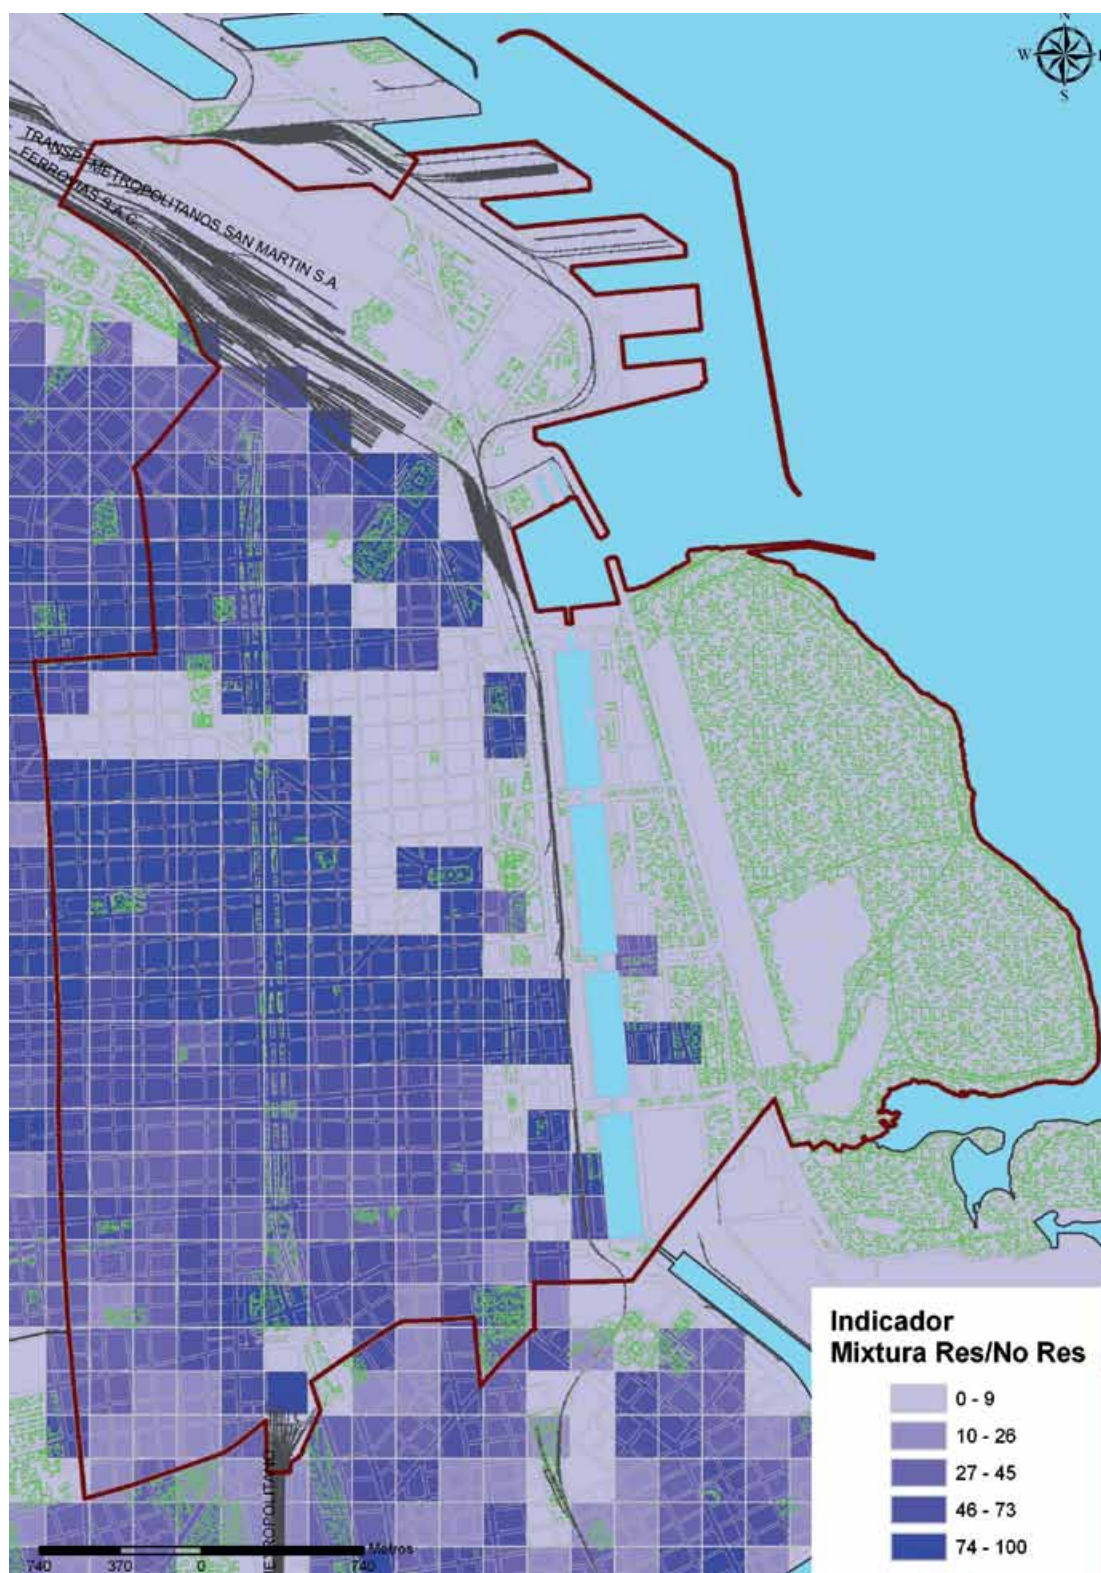 N
W
S
TRANSP. METROPOLITANOS SAN MARTIN S.A
FERROVIAS S.A.C.
Indicador
Mixtura Res/No Res
0 - 9
10 - 26
27 - 45
46 - 73
74 - 100
METROPOLITANO
Metros
740 370 0 740